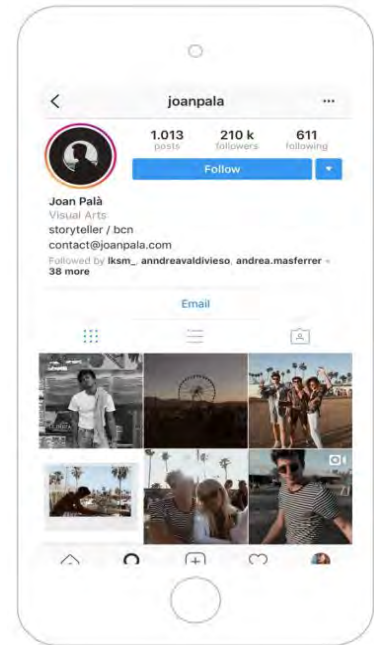 joanpala
1.013 210 k 611
posts followers following
Follow
Joan Palà
Visual Arts
storyteller / bcn
contact@joanpala.com
Followed by lksm_, anndreavaldivieso, andrea.masferrer +
38 more
Email